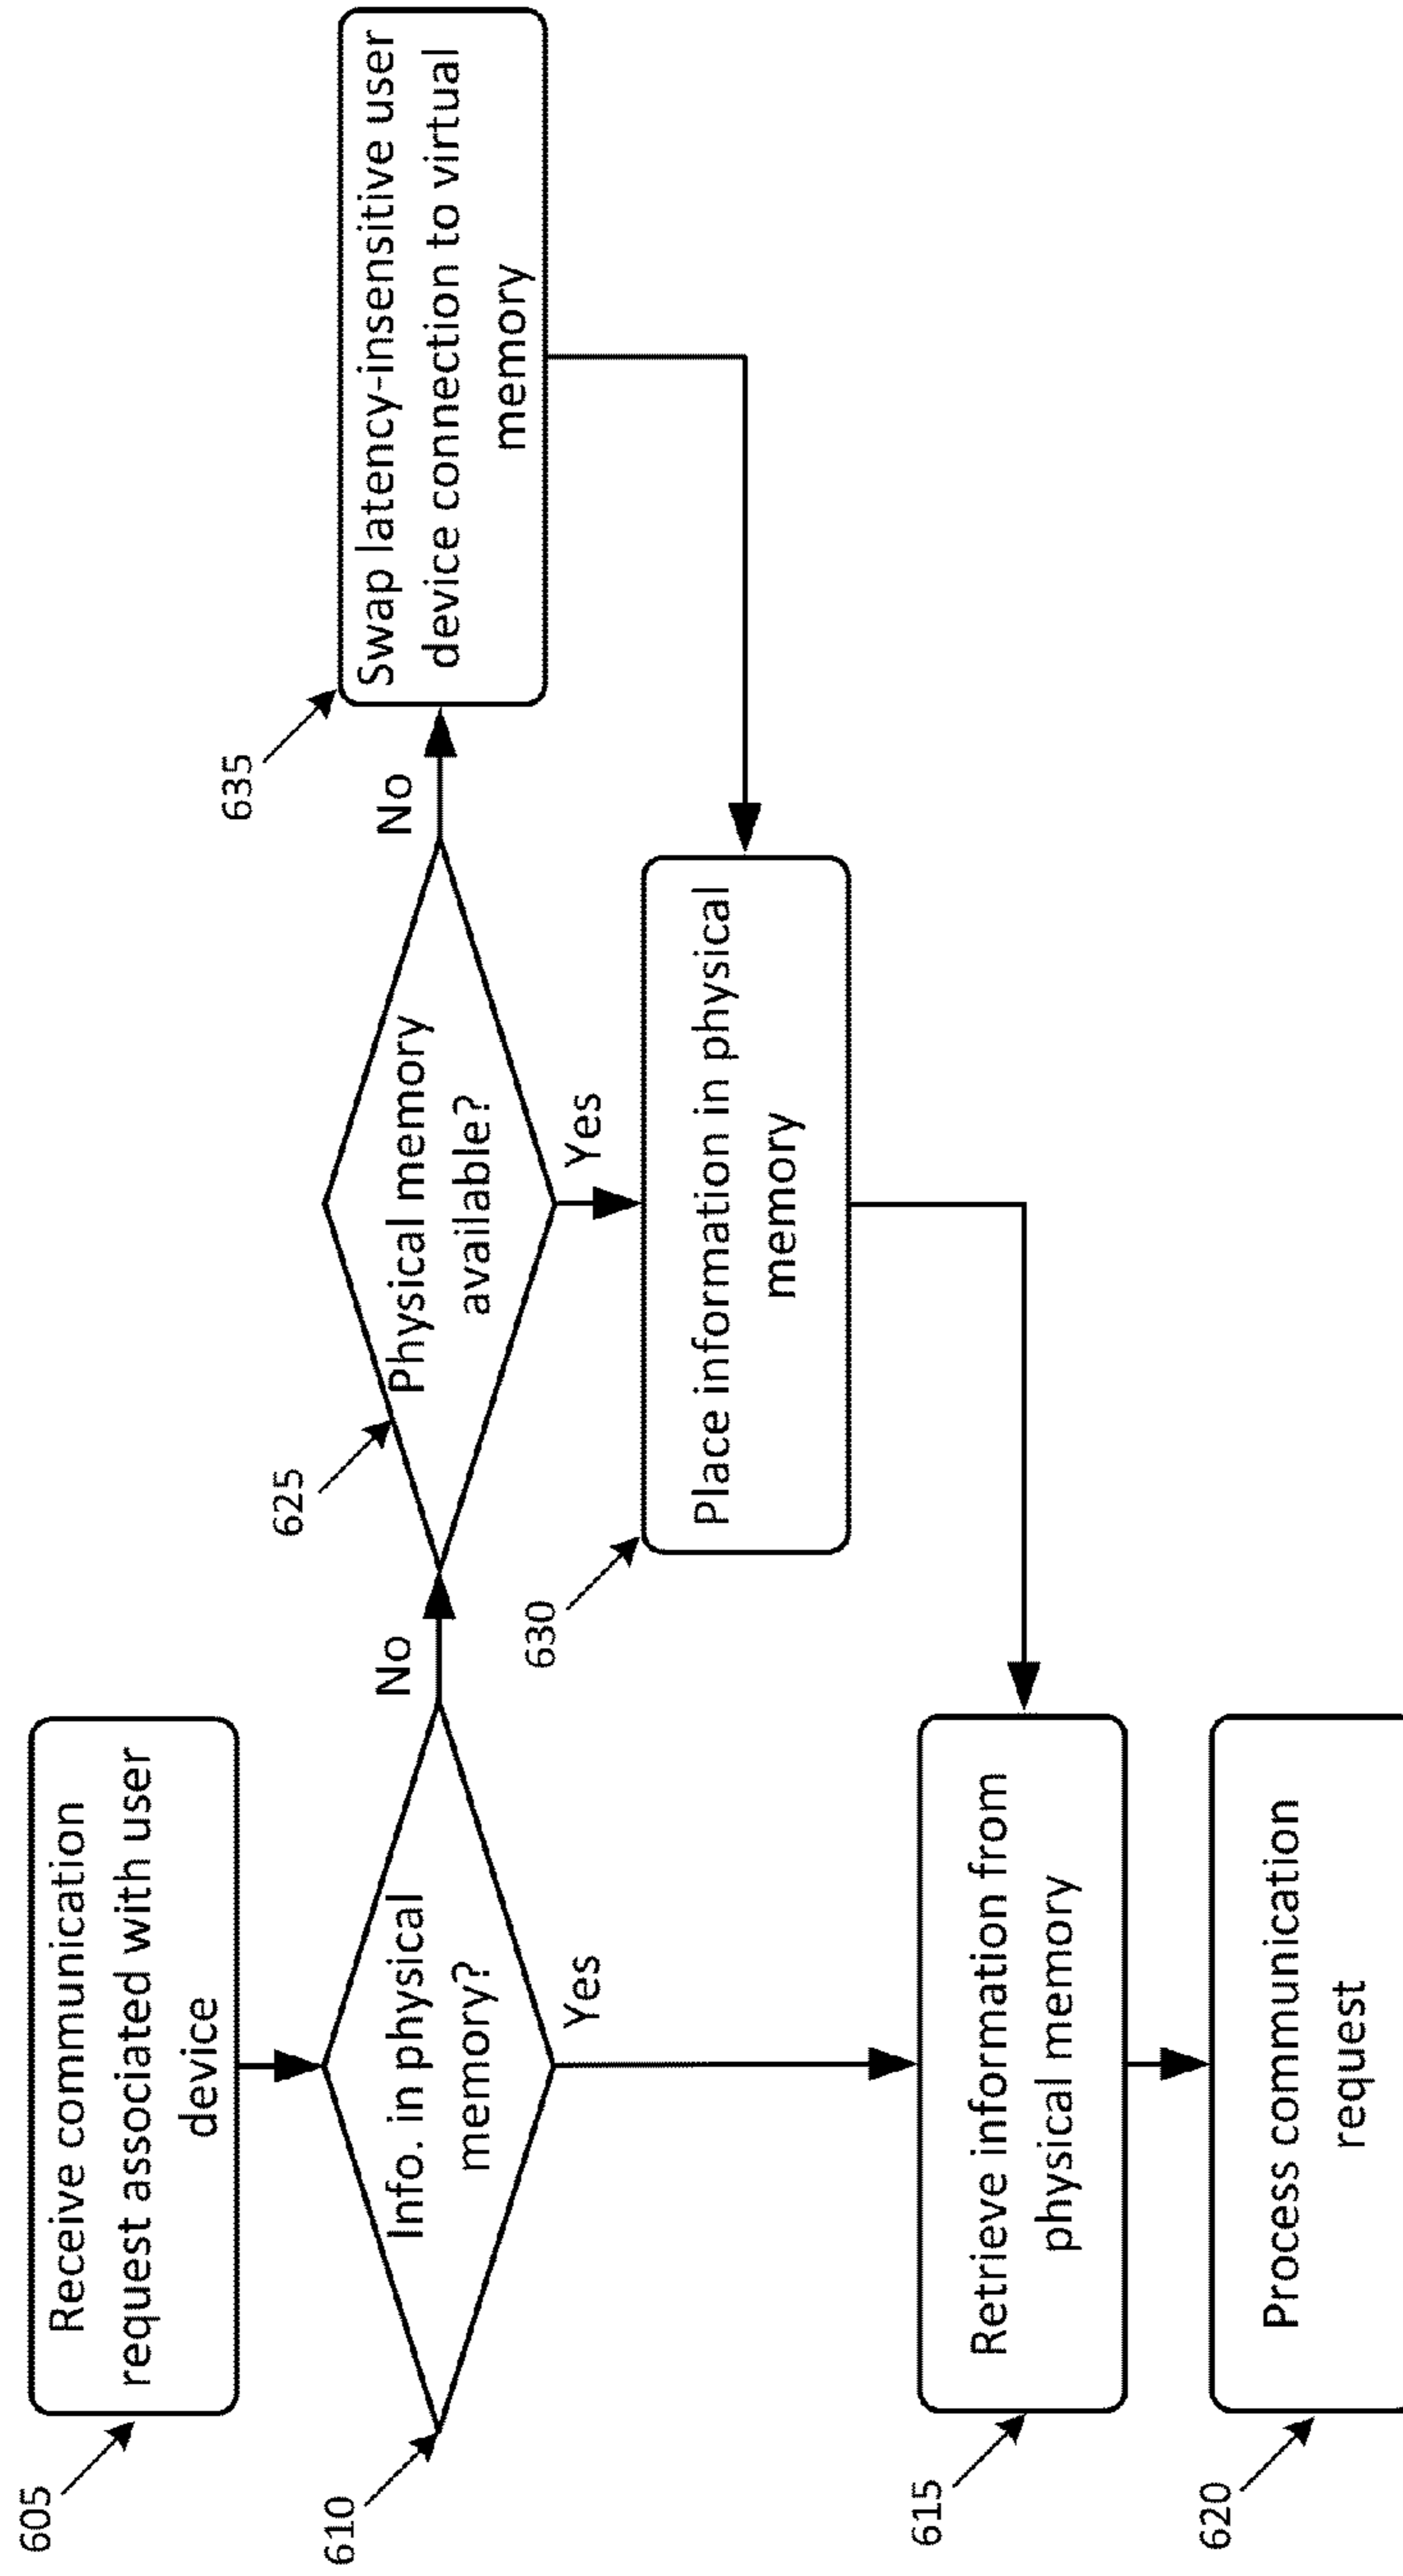 605
Receive communication
request associated with user
device
610
Info. in physical
memory?
No
Yes
625
Physical memory
available?
No
Yes
635
Swap latency-insensitive user
device connection to virtual
memory
630
Place information in physical
memory
615
Retrieve information from
physical memory
620
Process communication
request